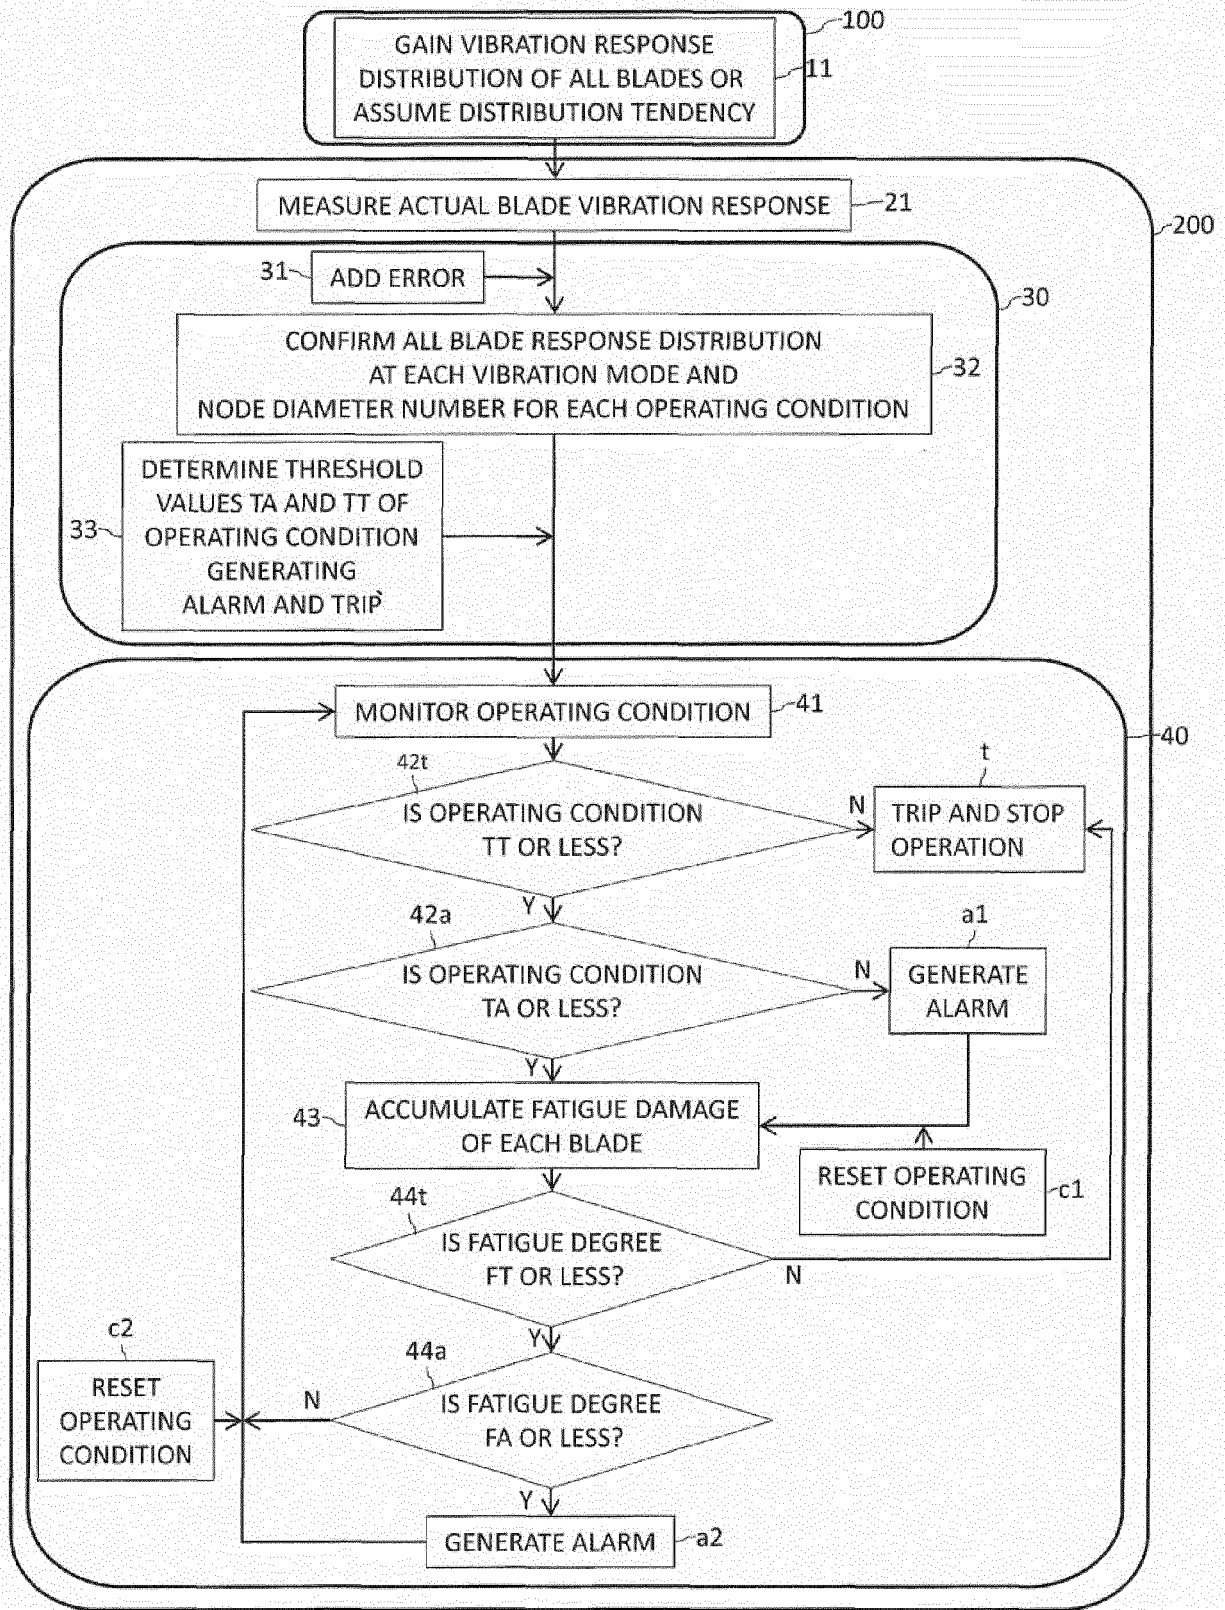 100
GAIN VIBRATION RESPONSE
DISTRIBUTION OF ALL BLADES OR
ASSUME DISTRIBUTION TENDENCY
11
MEASURE ACTUAL BLADE VIBRATION RESPONSE
21
200
31
ADD ERROR
30
CONFIRM ALL BLADE RESPONSE DISTRIBUTION
AT EACH VIBRATION MODE AND
NODE DIAMETER NUMBER FOR EACH OPERATING CONDITION
32
DETERMINE THRESHOLD
VALUES TA AND TT OF
OPERATING CONDITION
GENERATING
ALARM AND TRIP
33
MONITOR OPERATING CONDITION
41
40
42t
IS OPERATING CONDITION
TT OR LESS?
N
t
TRIP AND STOP
OPERATION
Y
42a
IS OPERATING CONDITION
TA OR LESS?
N
a1
GENERATE
ALARM
Y
43
ACCUMULATE FATIGUE DAMAGE
OF EACH BLADE
RESET OPERATING
CONDITION
c1
44t
IS FATIGUE DEGREE
FT OR LESS?
N
Y
c2
RESET
OPERATING
CONDITION
44a
N
IS FATIGUE DEGREE
FA OR LESS?
Y
GENERATE ALARM
a2